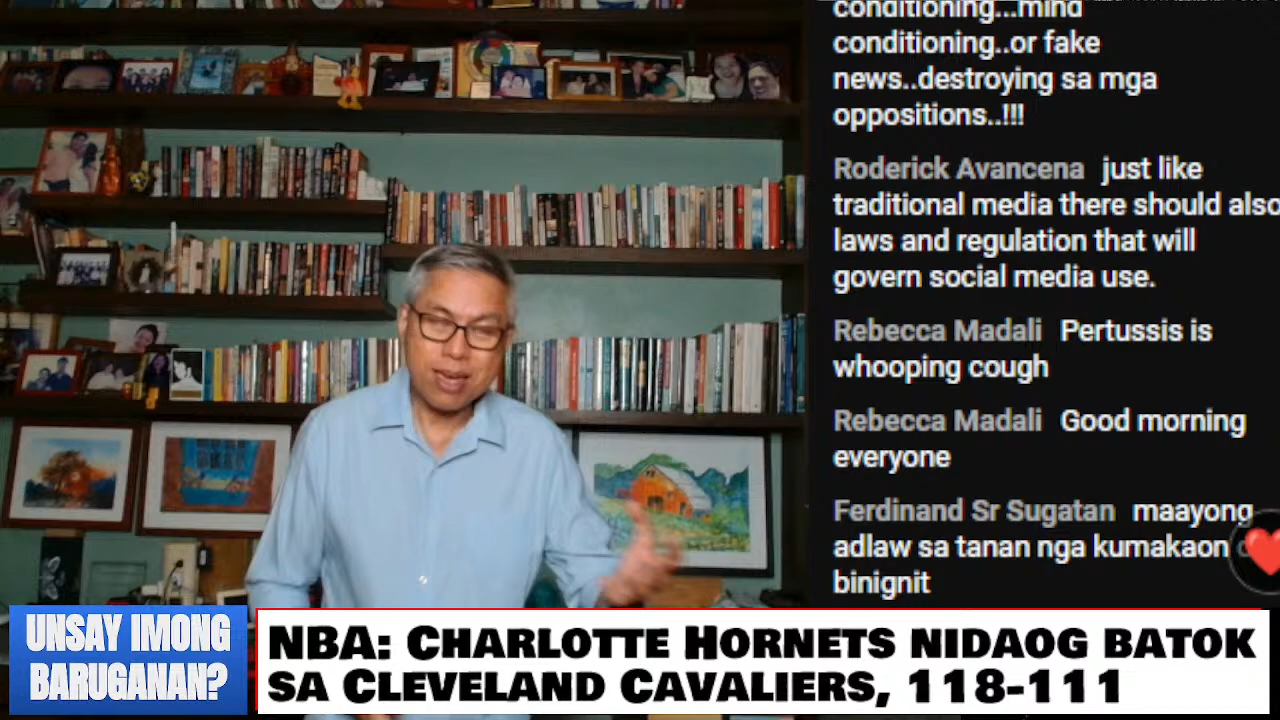 conditioning...mind
conditioning..or fake
news..destroying sa mga
oppositions..!!!
Roderick Avancena just like
traditional media there should also
laws and regulation that will
govern social media use.
Rebecca Madali Pertussis is
whooping cough
Rebecca Madali Good morning
everyone
Ferdinand Sr Sugatan maayong
adlaw sa tanan nga kumakaon
binignit
UNSAY IMONG
BARUGANAN?
NBA: CHARLOTTE HORNETS NIDAOG BATOK
SA CLEVELAND CAVALIERS, 118-111